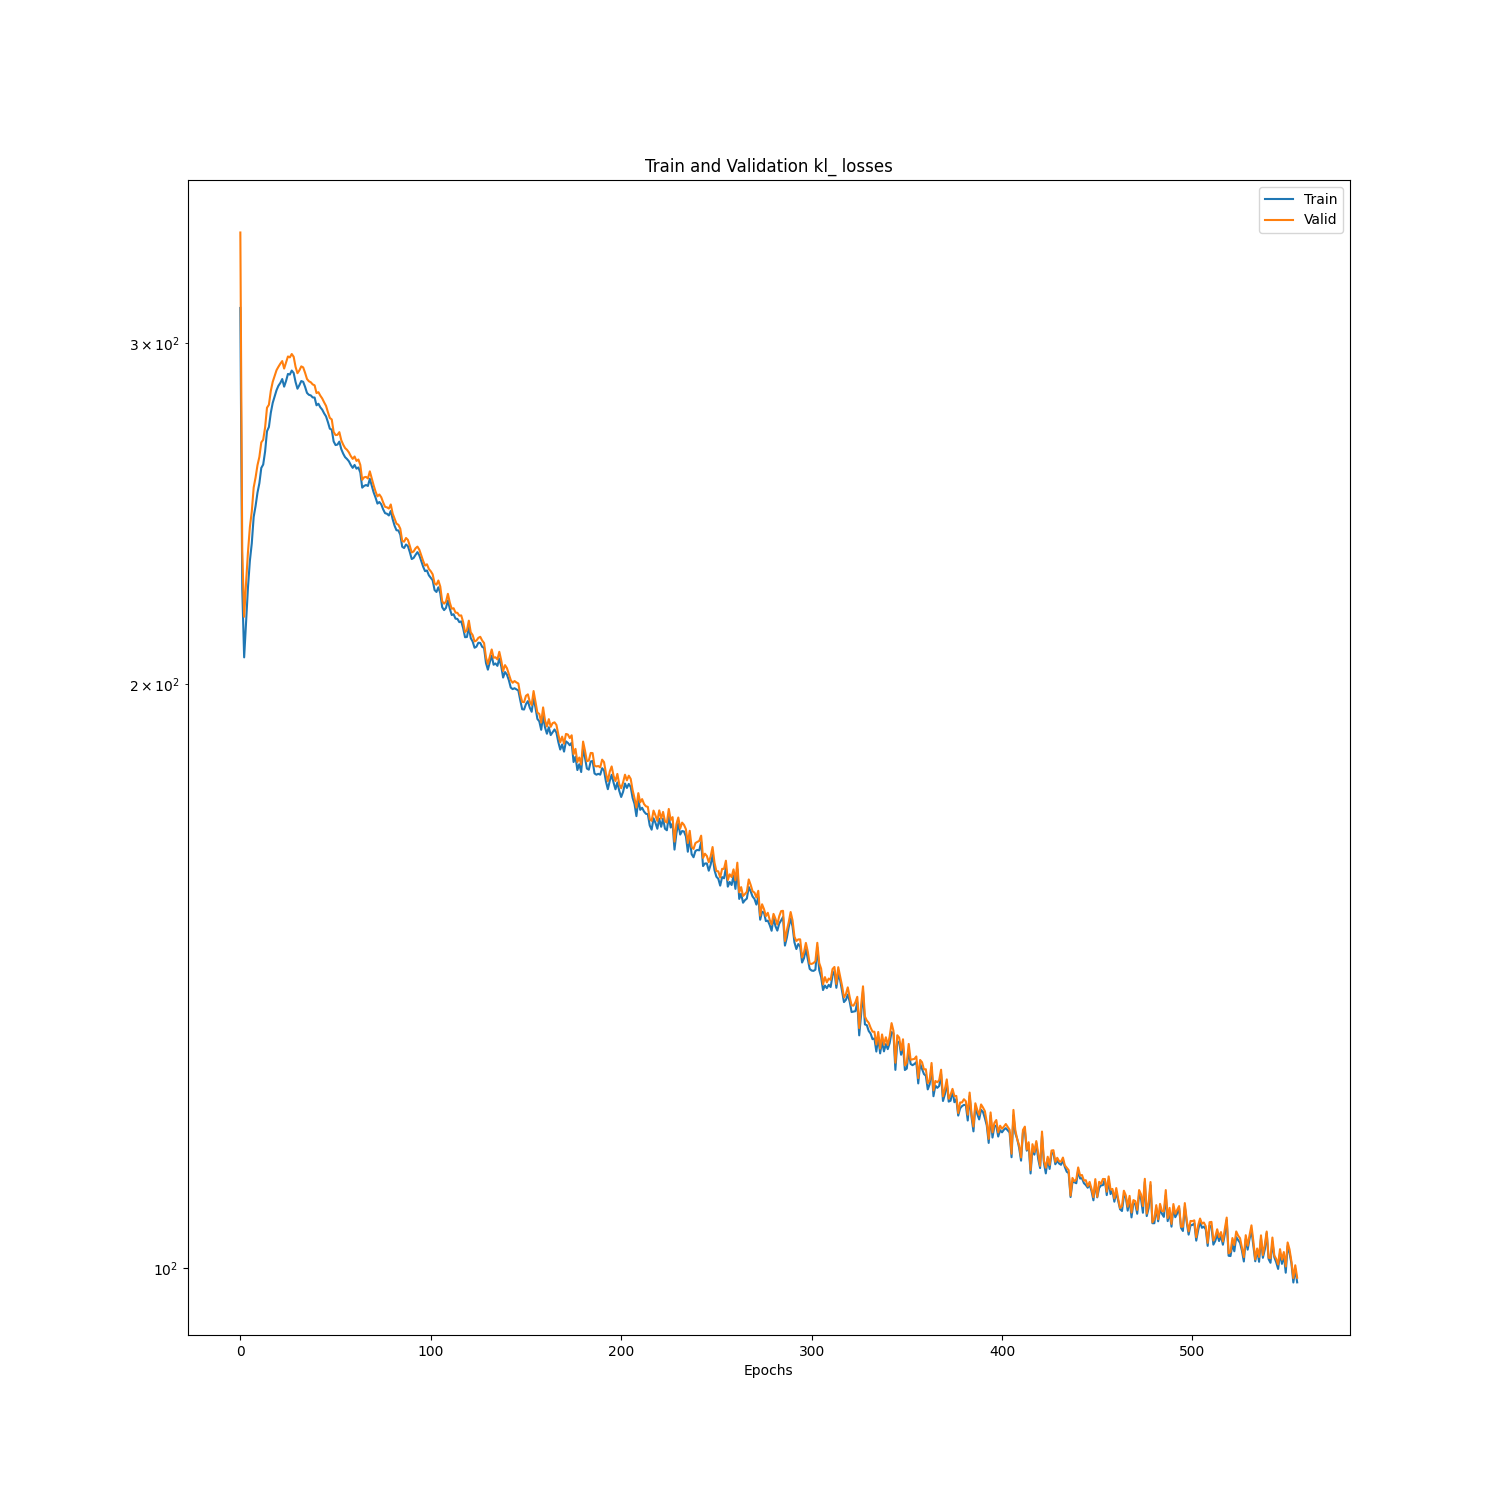 Train and Validation kl_ losses
Train
Valid
3 × 10²
2 × 10²
10²
0 100 200 300 400 500
Epochs